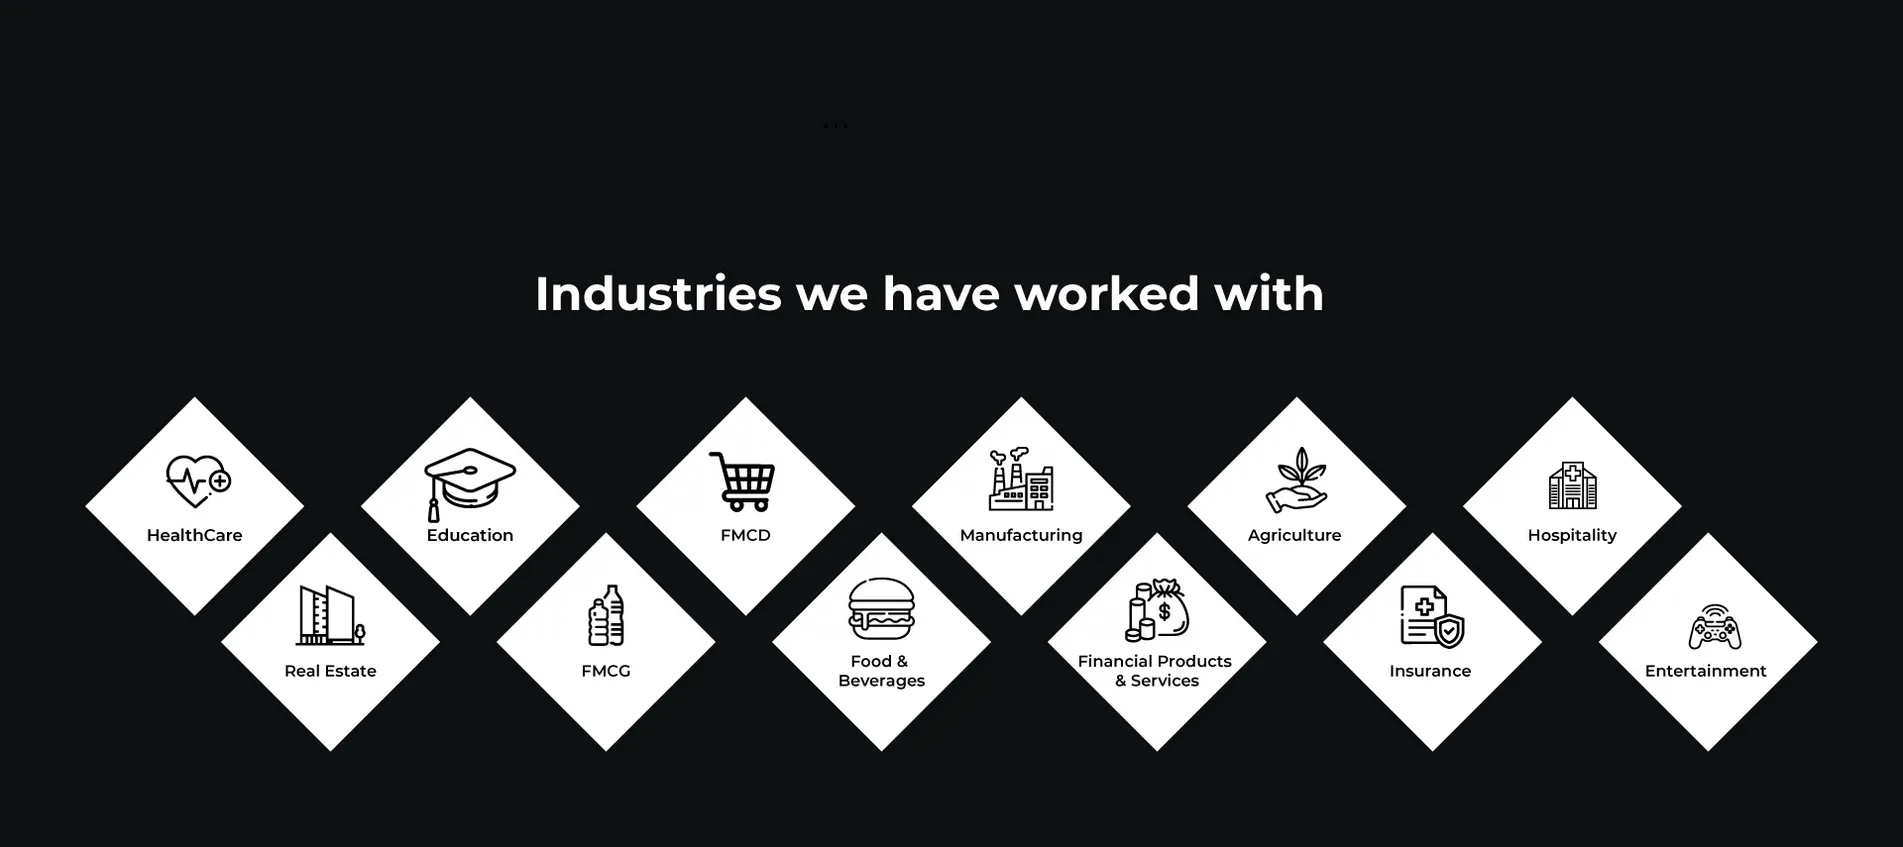 Industries we have worked with
HealthCare
Education
FMCD
Manufacturing
Agriculture
Hospitality
Real Estate
FMCG
Food &
Beverages
Financial Products
& Services
Insurance
Entertainment